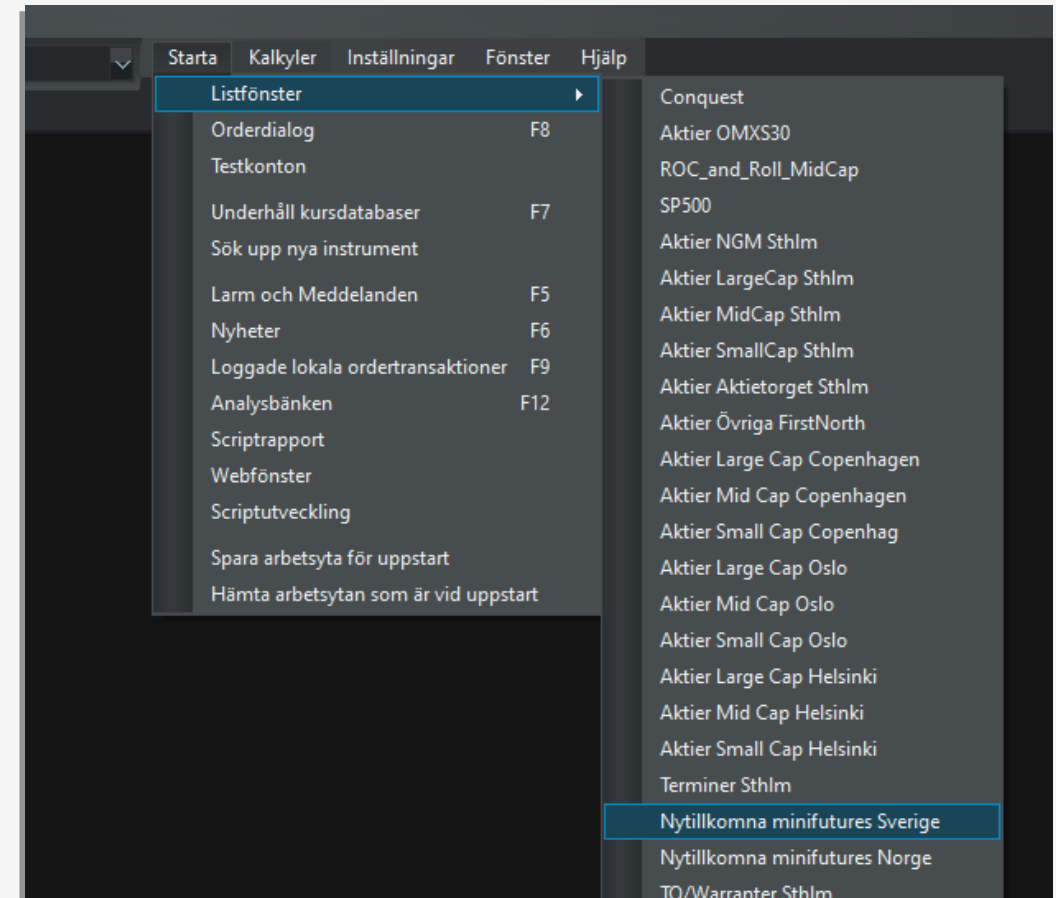 Starta Kalkyler Inställningar Fönster Hjälp
Listfönster
Orderdialog F8
Testkonton
Underhåll kursdatabaser F7
Sök upp nya instrument
Larm och Meddelanden F5
Nyheter F6
Loggade lokala ordertransaktioner F9
Analysbänken F12
Scriptrapport
Webfönster
Scriptutveckling
Spara arbetsyta för uppstart
Hämta arbetsytan som är vid uppstart
Conquest
Aktier OMXS30
ROC_and_Roll_MidCap
SP500
Aktier NGM Sthlm
Aktier LargeCap Sthlm
Aktier MidCap Sthlm
Aktier SmallCap Sthlm
Aktier Aktietorget Sthlm
Aktier Övriga FirstNorth
Aktier Large Cap Copenhagen
Aktier Mid Cap Copenhagen
Aktier Small Cap Copenhag
Aktier Large Cap Oslo
Aktier Mid Cap Oslo
Aktier Small Cap Oslo
Aktier Large Cap Helsinki
Aktier Mid Cap Helsinki
Aktier Small Cap Helsinki
Terminer Sthlm
Nytillkomna minifutures Sverige
Nytillkomna minifutures Norge
TO/Warranter Sthlm